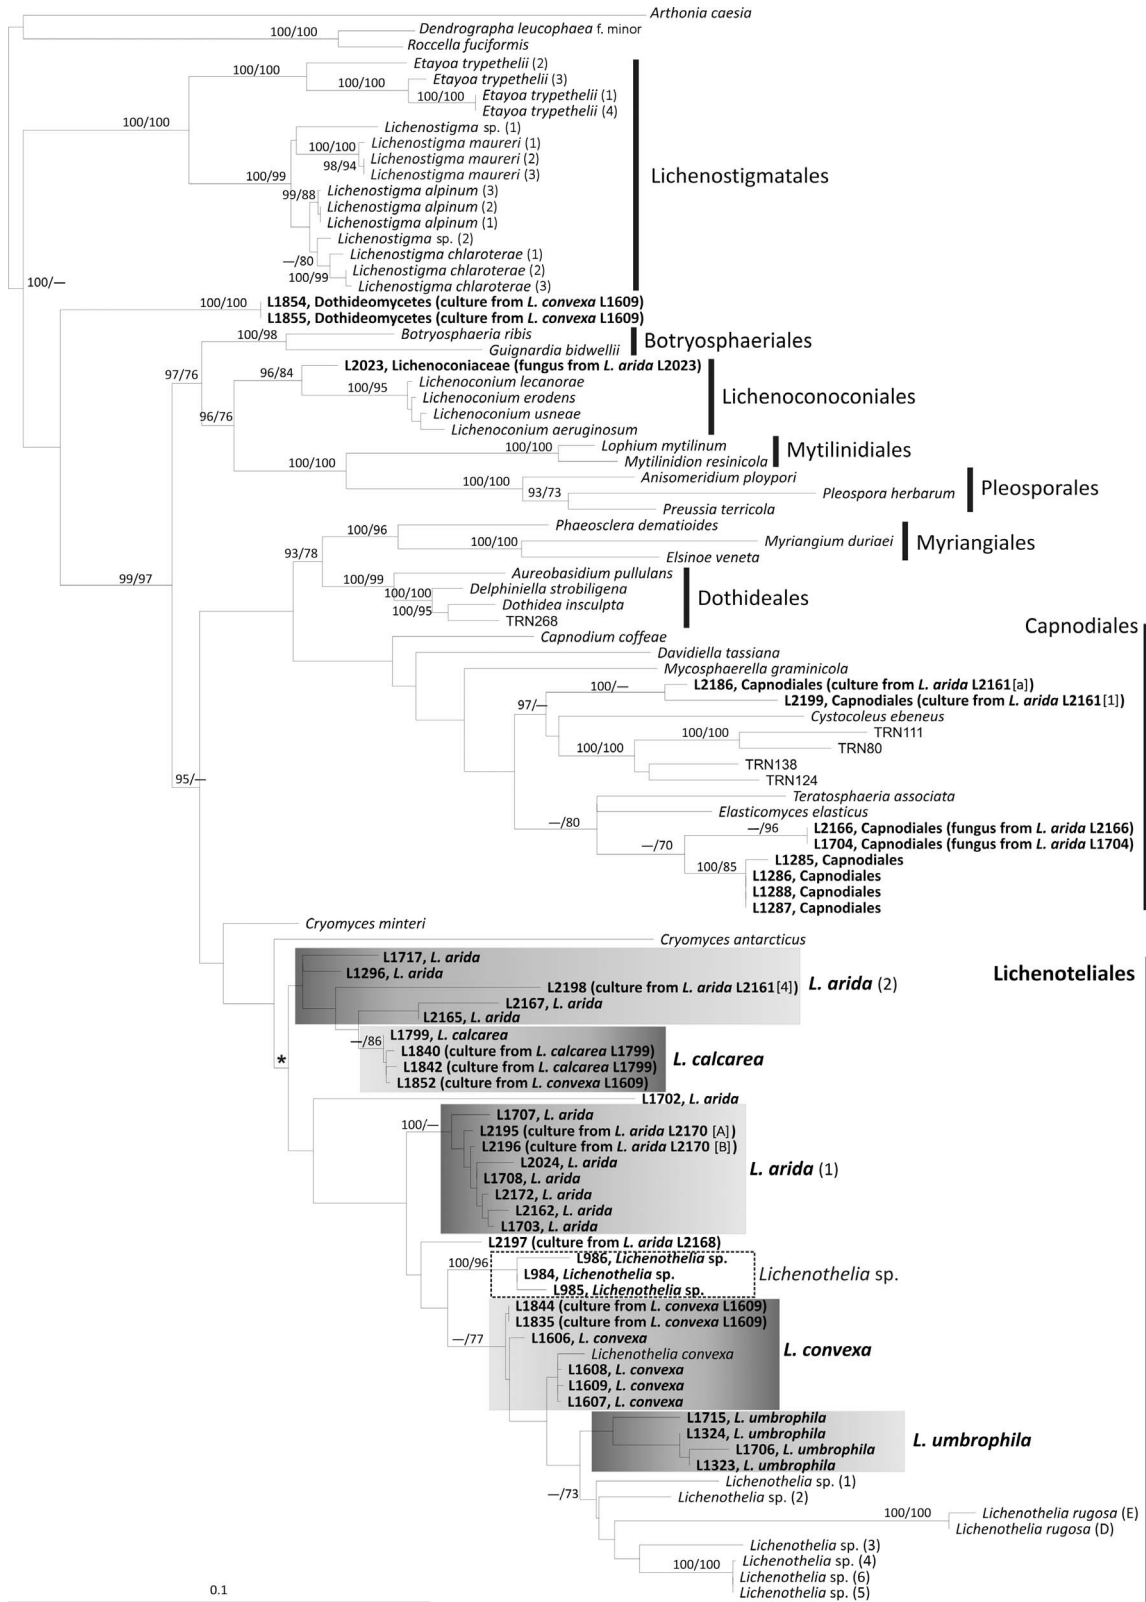 Arthonia caesia
100/100
Dendrographa leucophaea f. minor
Roccella fuciformis
Etayoa trypethelii (2)
100/100
Etayoa trypethelii (3)
100/100
100/100
Etayoa trypethelii (1)
Etayoa trypethelii (4)
100/100
Lichenostigma sp. (1)
100/100
Lichenostigma maureri (1)
Lichenostigma maureri (2)
98/94
Lichenostigma maureri (3)
100/99
Lichenostigmatales
99/88
Lichenostigma alpinum (3)
Lichenostigma alpinum (2)
Lichenostigma alpinum (1)
Lichenostigma sp. (2)
—/80
Lichenostigma chlaroterae (1)
Lichenostigma chlaroterae (2)
100/99
Lichenostigma chlaroterae (3)
100/—
100/100
L1854, Dothideomycetes (culture from L. convexa L1609)
L1855, Dothideomycetes (culture from L. convexa L1609)
100/98
Botryosphaeria ribis
Guignardia bidwellii
Botryosphaeriales
97/76
96/84
L2023, Lichenoconiaceae (fungus from L. arida L2023)
100/95
Lichenoconium lecanorae
Lichenoconium erodens
Lichenoconium usneae
Lichenoconium aeruginosum
Lichenoconoconiales
96/76
100/100
100/100
Lophium mytilinum
Mytilinidion resinicola
Mytilinidiales
100/100
Anisomeridium ploypori
93/73
Pleospora herbarum
Preussia terricola
Pleosporales
99/97
93/78
100/96
Phaeosclera dematioides
100/100
Myriangium duriaei
Elsinoe veneta
Myriangiales
100/99
Aureobasidium pullulans
100/100
Delphiniella strobiligena
100/95
Dothidea insculpta
TRN268
Dothideales
Capnodiales
Capnodium coffeae
Davidiella tassiana
Mycosphaerella graminicola
100/—
L2186, Capnodiales (culture from L. arida L2161[a])
L2199, Capnodiales (culture from L. arida L2161[1])
97/—
Cystocoleus ebeneus
100/100
100/100
TRN111
TRN80
TRN138
TRN124
95/—
Teratosphaeria associata
Elasticomyces elasticus
—/80
—/96
L2166, Capnodiales (fungus from L. arida L2166)
L1704, Capnodiales (fungus from L. arida L1704)
—/70
100/85
L1285, Capnodiales
L1286, Capnodiales
L1288, Capnodiales
L1287, Capnodiales
Cryomyces minteri
Cryomyces antarcticus
Lichenoteliales
L1717, L. arida
L1296, L. arida
L2198 (culture from L. arida L2161[4])
L2167, L. arida
L2165, L. arida
L. arida (2)
—/86
L1799, L. calcarea
L1840 (culture from L. calcarea L1799)
L1842 (culture from L. calcarea L1799)
L1852 (culture from L. convexa L1609)
L. calcarea
*
L1702, L. arida
100/—
L1707, L. arida
L2195 (culture from L. arida L2170 [A])
L2196 (culture from L. arida L2170 [B])
L2024, L. arida
L1708, L. arida
L2172, L. arida
L2162, L. arida
L1703, L. arida
L. arida (1)
L2197 (culture from L. arida L2168)
100/96
L986, Lichenothelia sp.
L984, Lichenothelia sp.
L985, Lichenothelia sp.
Lichenothelia sp.
—/77
L1844 (culture from L. convexa L1609)
L1835 (culture from L. convexa L1609)
L1606, L. convexa
Lichenothelia convexa
L1608, L. convexa
L1609, L. convexa
L1607, L. convexa
L. convexa
L1715, L. umbrophila
L1324, L. umbrophila
L1706, L. umbrophila
L1323, L. umbrophila
L. umbrophila
—/73
Lichenothelia sp. (1)
Lichenothelia sp. (2)
100/100
Lichenothelia rugosa (E)
Lichenothelia rugosa (D)
Lichenothelia sp. (3)
100/100
Lichenothelia sp. (4)
Lichenothelia sp. (6)
Lichenothelia sp. (5)
0.1